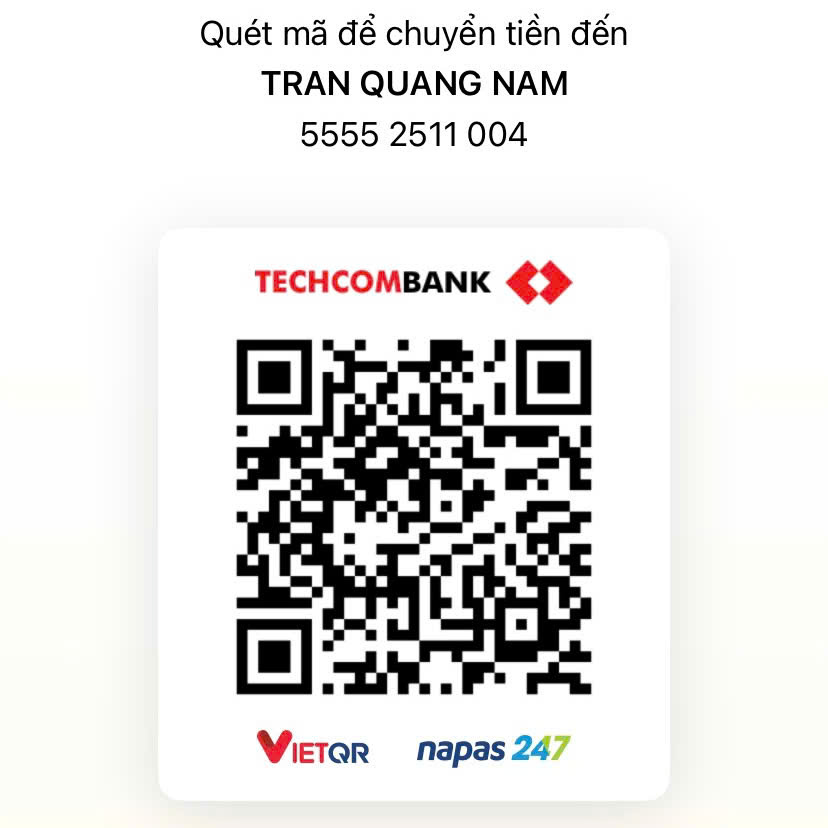 Quét mã để chuyển tiền đến
TRAN QUANG NAM
5555 2511 004
TECHCOMBANK
VIETQR
napas 247